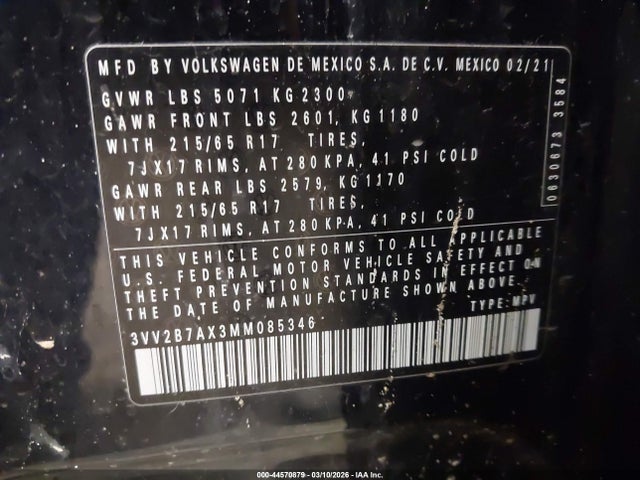 MFD BY VOLKSWAGEN DE MEXICO S.A. DE C.V. MEXICO 02/21
GVWR LBS 5071 KG 2300
GAWR FRONT LBS 2601, KG 1180
WITH 215/65 R17 TIRES,
7JX17 RIMS, AT 280 KPA, 41 PSI COLD
GAWR REAR LBS 2579, KG 1170
WITH 215/65 R17 TIRES,
7JX17 RIMS, AT 280 KPA, 41 PSI COLD
0630673 3584
THIS VEHICLE CONFORMS TO ALL APPLICABLE
U.S. FEDERAL MOTOR VEHICLE SAFETY AND
THEFT PREVENTION STANDARDS IN EFFECT ON
THE DATE OF MANUFACTURE SHOWN ABOVE.
TYPE: MPV
3VV2B7AX3MM085346
000-44570879 - 03/10/2026 - IAA Inc.